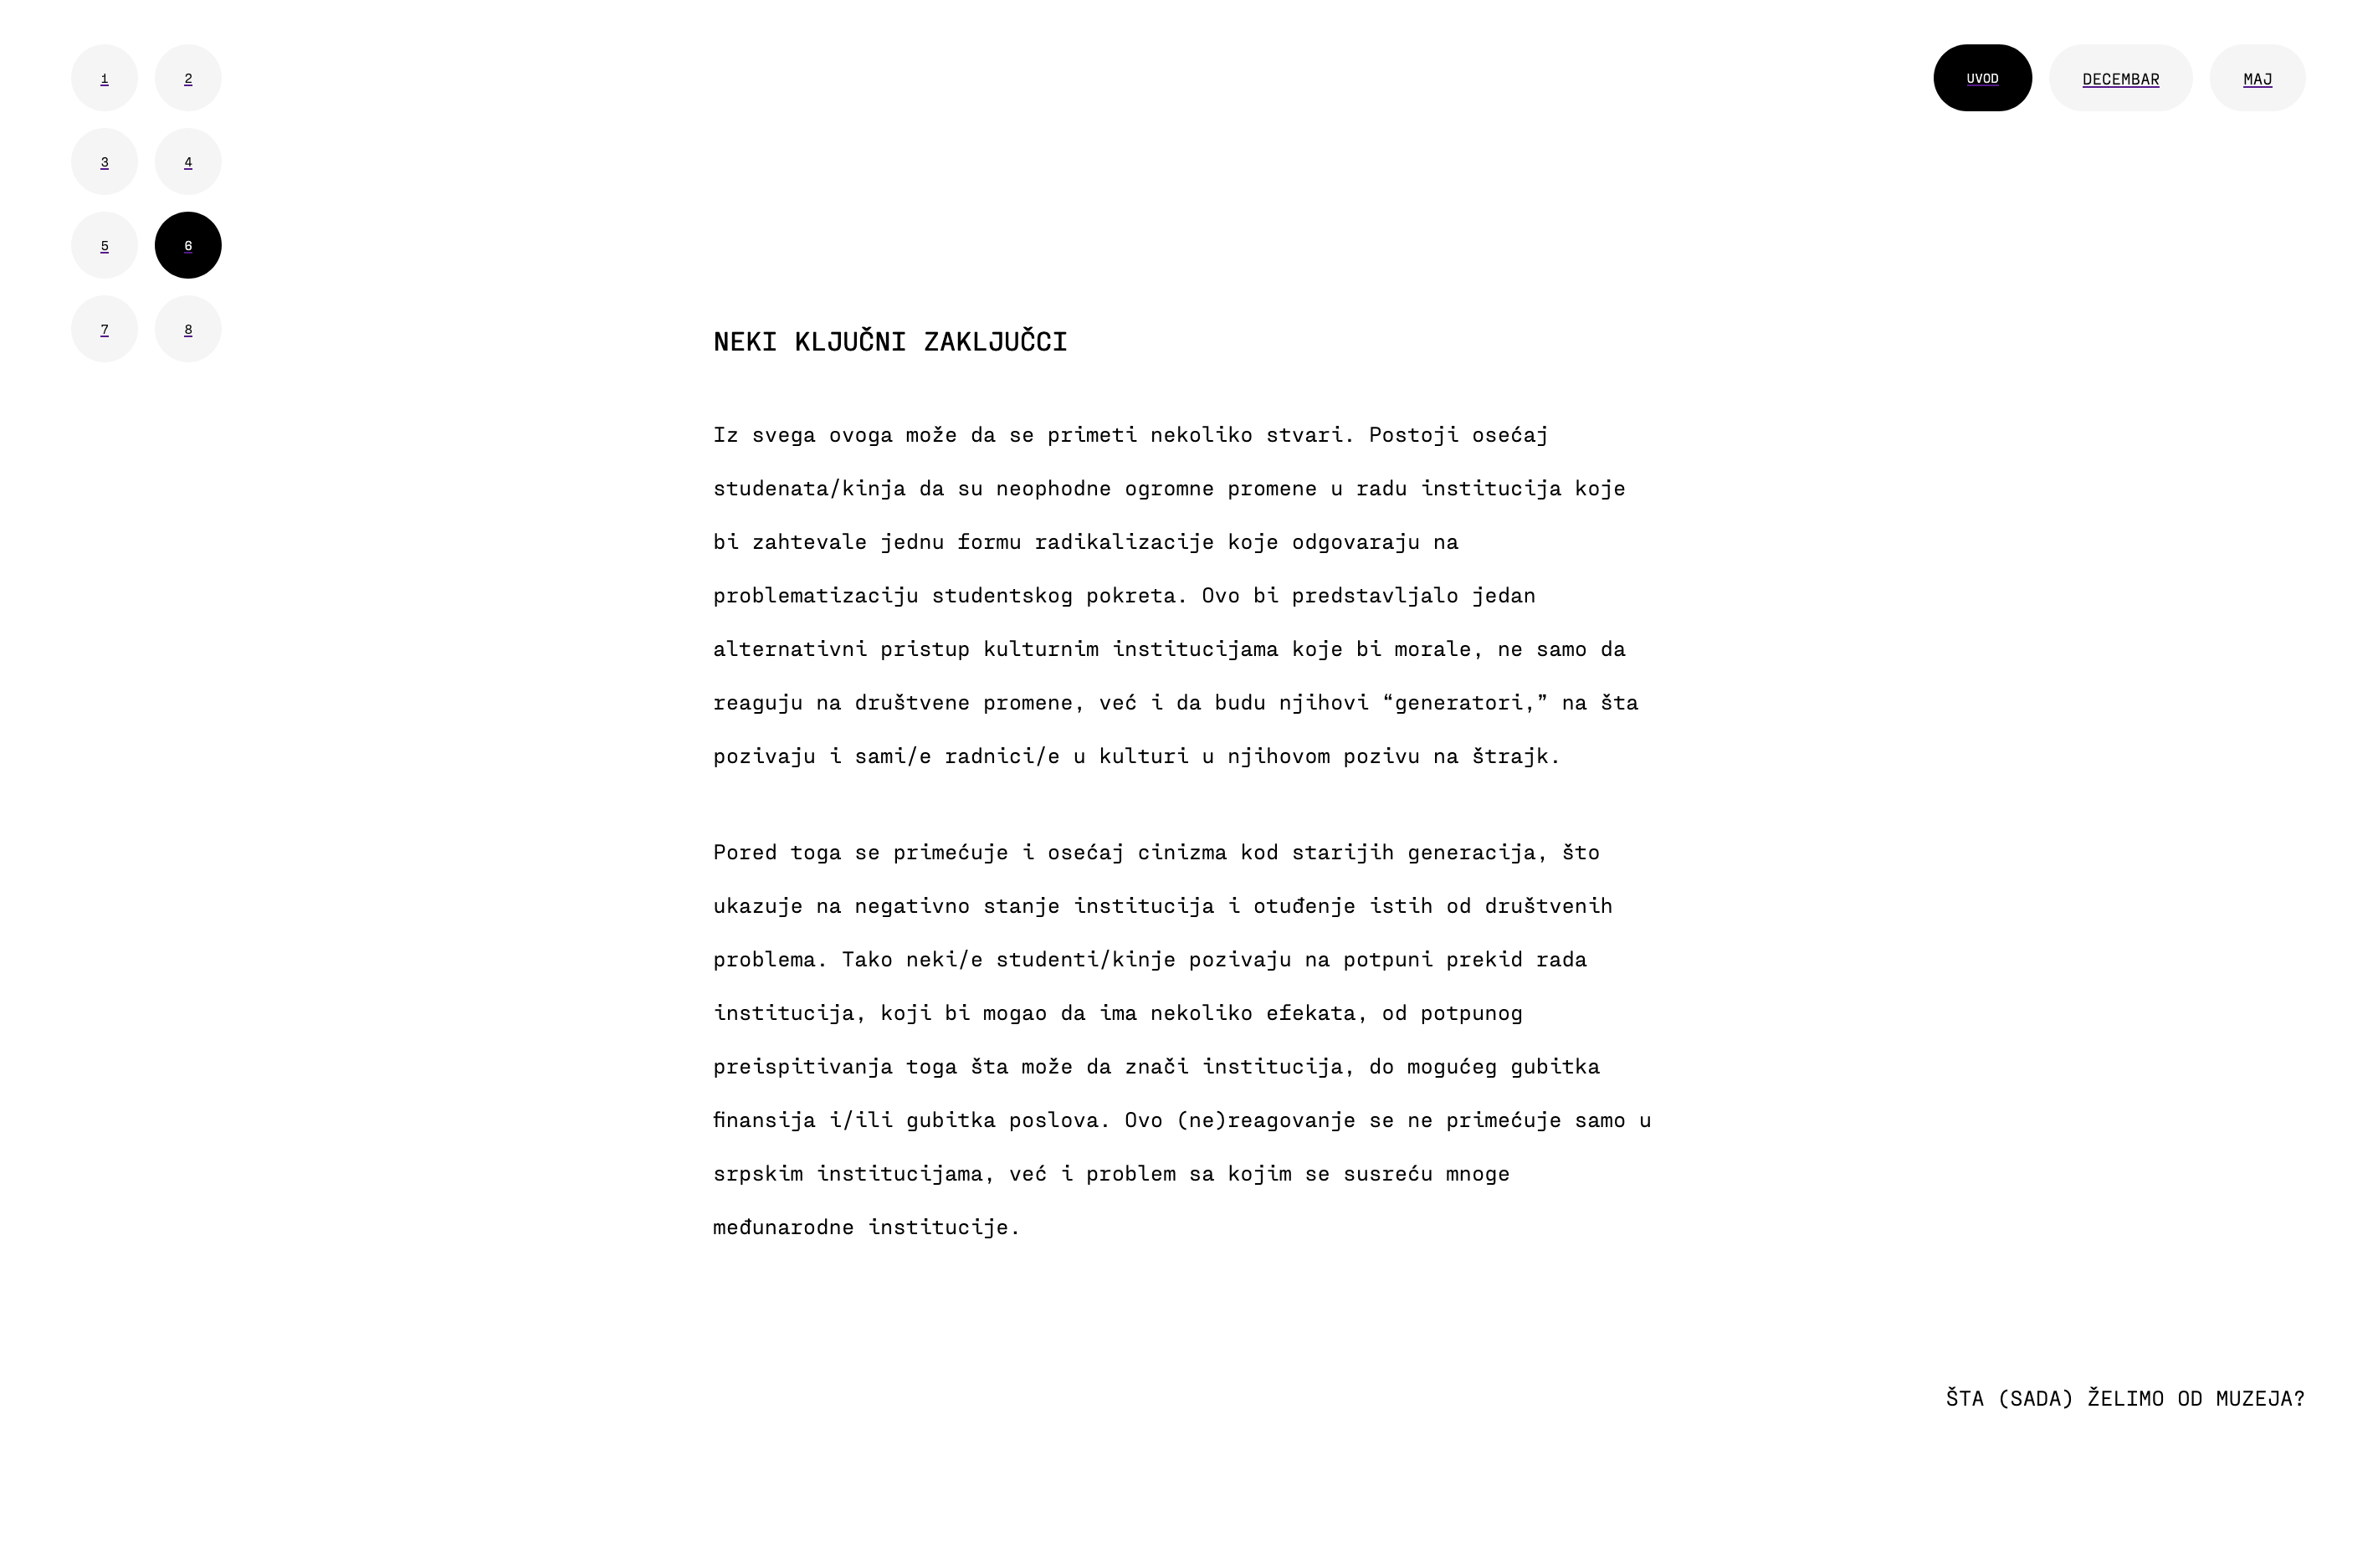 1 2
UVOD DECEMBAR MAJ
3 4
5 6
7 8
NEKI KLJUČNI ZAKLJUČCI
Iz svega ovoga može da se primeti nekoliko stvari. Postoji osećaj
studenata/kinja da su neophodne ogromne promene u radu institucija koje
bi zahtevale jednu formu radikalizacije koje odgovaraju na
problematizaciju studentskog pokreta. Ovo bi predstavljalo jedan
alternativni pristup kulturnim institucijama koje bi morale, ne samo da
reaguju na društvene promene, već i da budu njihovi “generatori,” na šta
pozivaju i sami/e radnici/e u kulturi u njihovom pozivu na štrajk.
Pored toga se primećuje i osećaj cinizma kod starijih generacija, što
ukazuje na negativno stanje institucija i otuđenje istih od društvenih
problema. Tako neki/e studenti/kinje pozivaju na potpuni prekid rada
institucija, koji bi mogao da ima nekoliko efekata, od potpunog
preispitivanja toga šta može da znači institucija, do mogućeg gubitka
finansija i/ili gubitka poslova. Ovo (ne)reagovanje se ne primećuje samo u
srpskim institucijama, već i problem sa kojim se susreću mnoge
međunarodne institucije.
ŠTA (SADA) ŽELIMO OD MUZEJA?